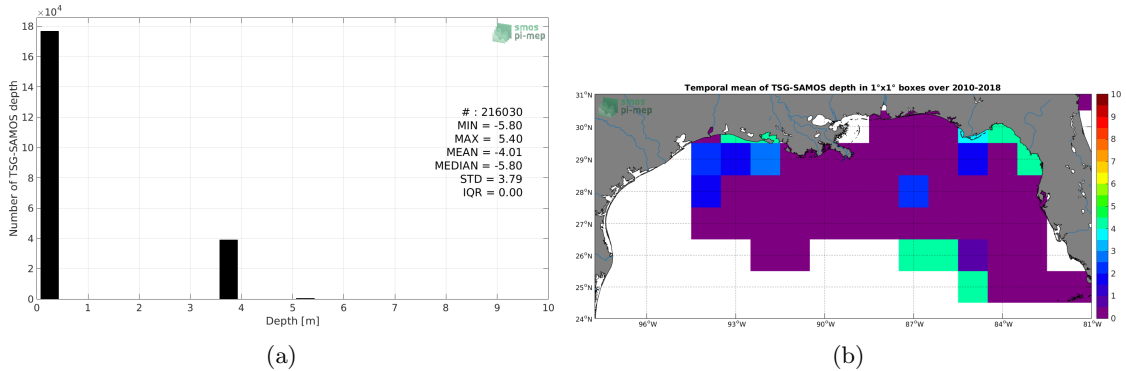 ×10⁴
smos
pi-mep
18
16
14
12
10
8
6
4
2
0
Number of TSG-SAMOS depth
# : 216030
MIN = -5.80
MAX = 5.40
MEAN = -4.01
MEDIAN = -5.80
STD = 3.79
IQR = 0.00
0 1 2 3 4 5 6 7 8 9 10
Depth [m]
(a)
Temporal mean of TSG-SAMOS depth in 1°x1° boxes over 2010-2018
smos
pi-mep
31°N
30°N
29°N
28°N
27°N
26°N
25°N
24°N
96°W 93°W 90°W 87°W 84°W 81°W
10
9
8
7
6
5
4
3
2
1
0
(b)